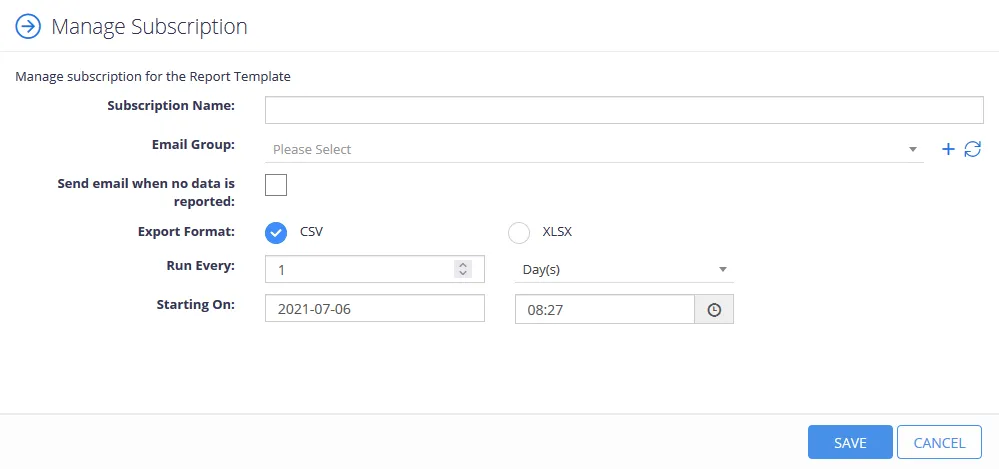 Manage Subscription
Manage subscription for the Report Template
Subscription Name:
Email Group:
Please Select
Send email when no data is
reported:
Export Format:
CSV
XLSX
Run Every:
1
Day(s)
Starting On:
2021-07-06
08:27
SAVE
CANCEL